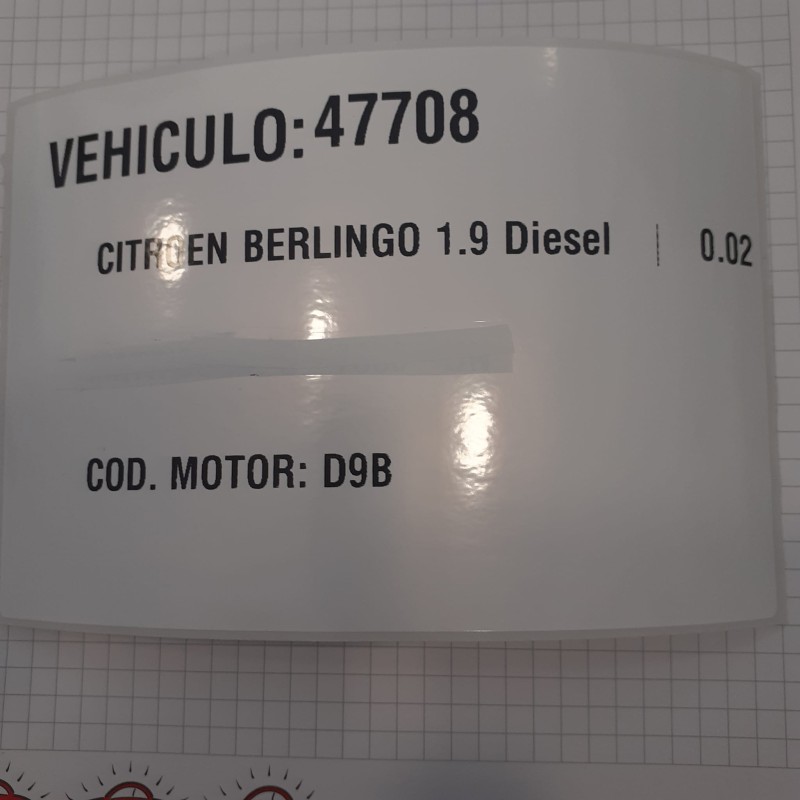 VEHICULO: 47708
CITROEN BERLINGO 1.9 Diesel | 0.02
COD. MOTOR: D9B